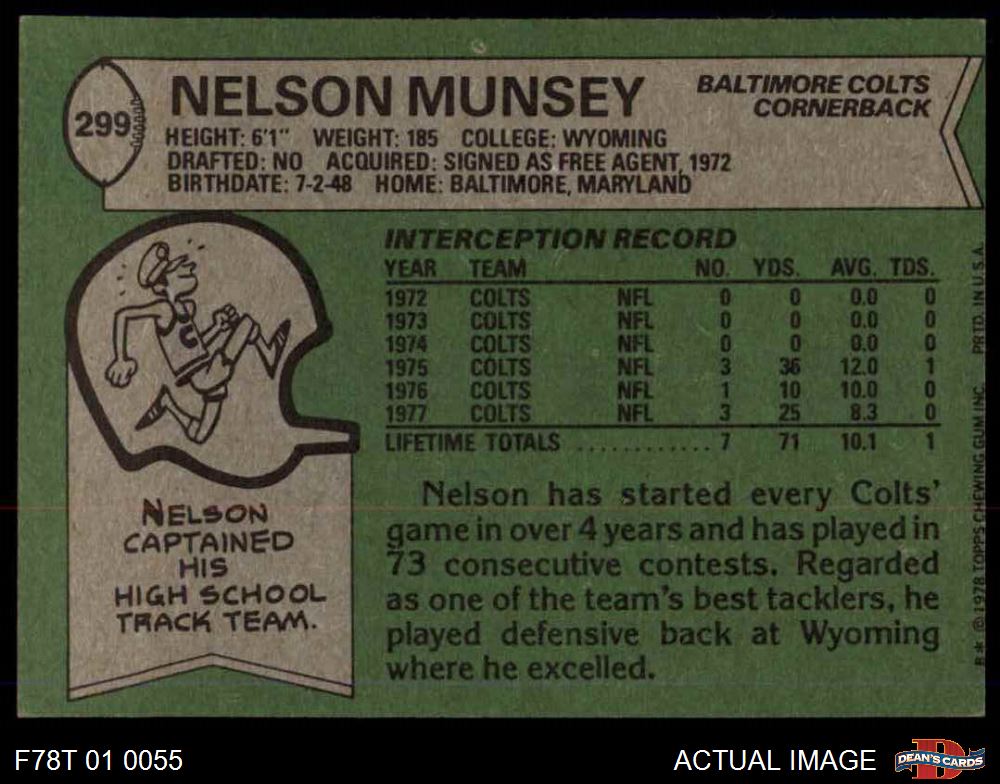 299
NELSON MUNSEY
BALTIMORE COLTS
CORNERBACK
HEIGHT: 6'1" WEIGHT: 185 COLLEGE: WYOMING
DRAFTED: NO ACQUIRED: SIGNED AS FREE AGENT, 1972
BIRTHDATE: 7-2-48 HOME: BALTIMORE, MARYLAND
INTERCEPTION RECORD
YEAR TEAM NO. YDS. AVG. TDS.
1972 COLTS NFL 0 0 0.0 0
1973 COLTS NFL 0 0 0.0 0
1974 COLTS NFL 0 0 0.0 0
1975 COLTS NFL 3 36 12.0 1
1976 COLTS NFL 1 10 10.0 0
1977 COLTS NFL 3 25 8.3 0
LIFETIME TOTALS ............. 7 71 10.1 1
C
NELSON
CAPTAINED
HIS
HIGH SCHOOL
TRACK TEAM.
Nelson has started every Colts'
game in over 4 years and has played in
73 consecutive contests. Regarded
as one of the team's best tacklers, he
played defensive back at Wyoming
where he excelled.
B* © 1978 TOPPS CHEWING GUM INC. PRTD. IN U.S.A.
F78T 01 0055
ACTUAL IMAGE
DEAN'S CARDS